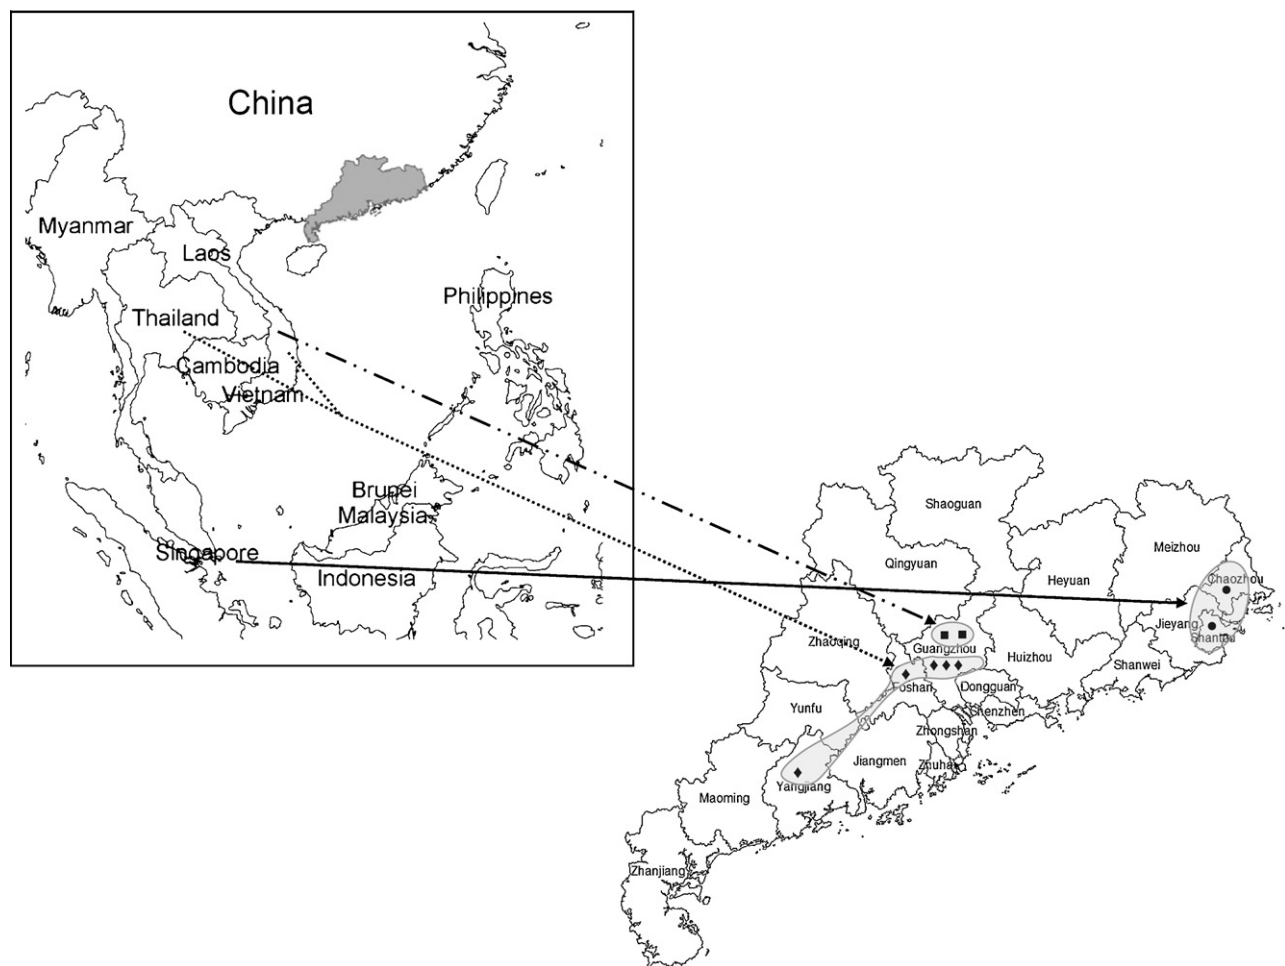 China
Myanmar
Laos
Philippines
Thailand
Cambodia
Vietnam
Brunei
Malaysia
Singapore
Indonesia
Shaoguan
Meizhou
Qingyuan
Heyuan
Chaozhou
Jieyang
Shantou
Zhaoqing
Guangzhou
Huizhou
Shanwei
Foshan
Dongguan
Yunfu
Shenzhen
Zhongshan
Jiangmen
Zhuhai
Yangjiang
Maoming
Zhanjiang